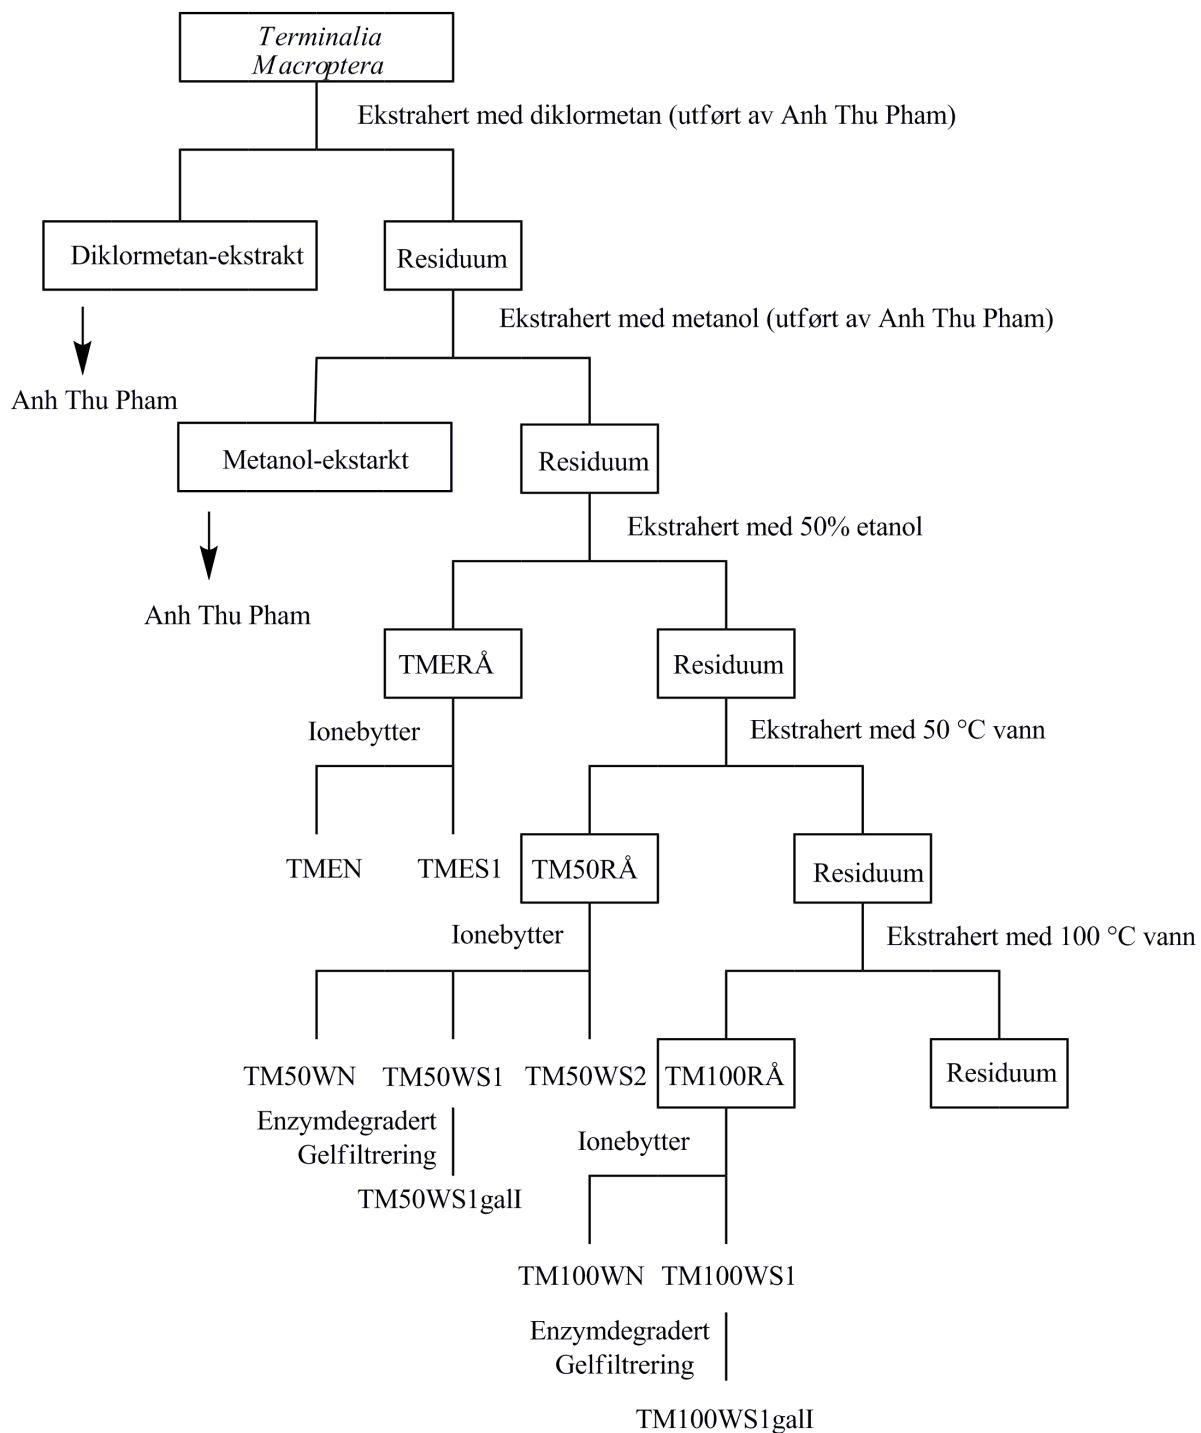 Terminalia
Macroptera
Ekstrahert med diklormetan (utført av Anh Thu Pham)
Diklormetan-ekstrakt
Residuum
Ekstrahert med metanol (utført av Anh Thu Pham)
Anh Thu Pham
Metanol-ekstarkt
Residuum
Ekstrahert med 50% etanol
Anh Thu Pham
TMERÅ
Residuum
Ionebytter
Ekstrahert med 50 °C vann
TMEN
TMES1
TM50RÅ
Residuum
Ionebytter
Ekstrahert med 100 °C vann
TM50WN
TM50WS1
TM50WS2
TM100RÅ
Residuum
Enzymdegradert
Gelfiltrering
Ionebytter
TM50WS1galI
TM100WN
TM100WS1
Enzymdegradert
Gelfiltrering
TM100WS1galI